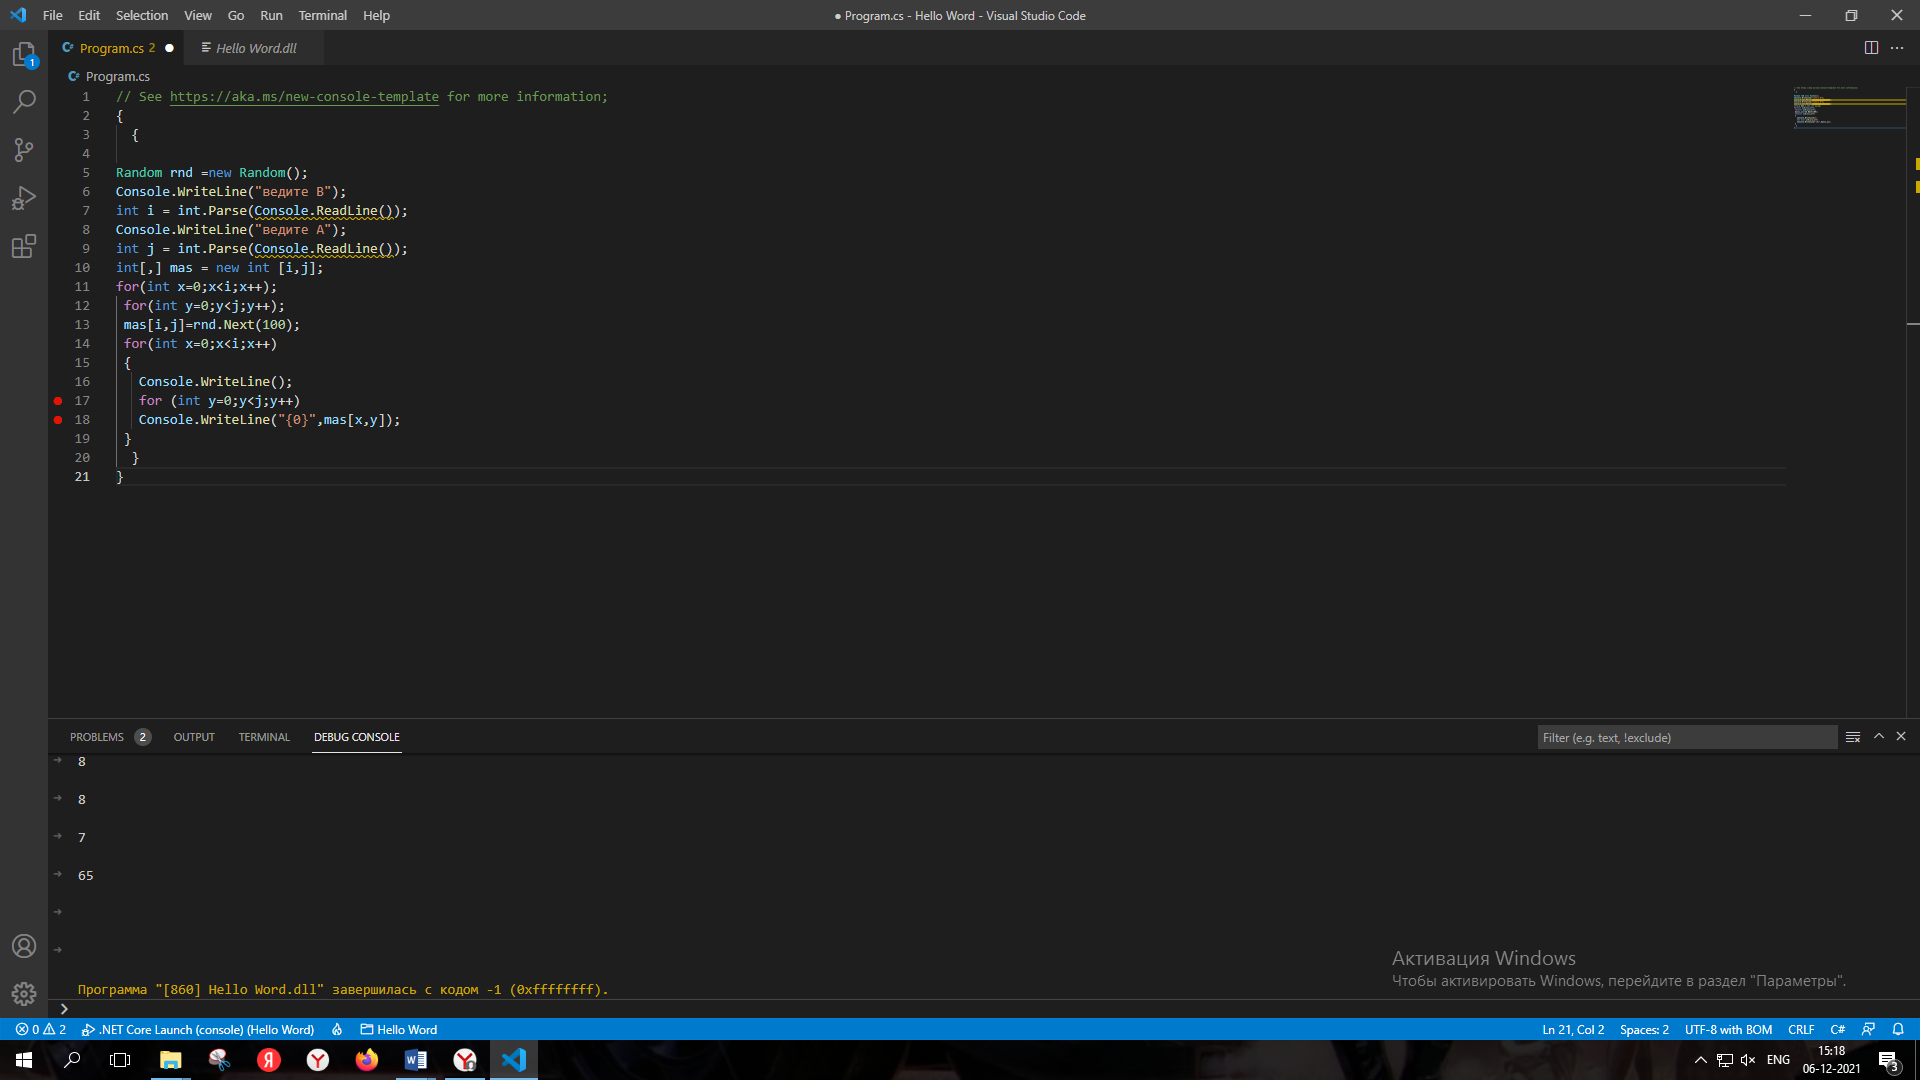 File Edit Selection View Go Run Terminal Help
● Program.cs - Hello Word - Visual Studio Code
Program.cs 2 ●
Hello Word.dll
Program.cs
1 // See https://aka.ms/new-console-template for more information;
2 {
3 {
4
5 Random rnd =new Random();
6 Console.WriteLine("ведите B");
7 int i = int.Parse(Console.ReadLine());
8 Console.WriteLine("ведите A");
9 int j = int.Parse(Console.ReadLine());
10 int[,] mas = new int [i,j];
11 for(int x=0;x<i;x++);
12 for(int y=0;y<j;y++);
13 mas[i,j]=rnd.Next(100);
14 for(int x=0;x<i;x++)
15 {
16 Console.WriteLine();
17 for (int y=0;y<j;y++)
18 Console.WriteLine("{0}",mas[x,y]);
19 }
20 }
21 }
PROBLEMS 2 OUTPUT TERMINAL DEBUG CONSOLE
Filter (e.g. text, !exclude)
8
8
7
65
Программа "[860] Hello Word.dll" завершилась с кодом -1 (0xffffffff).
Активация Windows
Чтобы активировать Windows, перейдите в раздел "Параметры".
0 2 .NET Core Launch (console) (Hello Word) Hello Word
Ln 21, Col 2 Spaces: 2 UTF-8 with BOM CRLF C#
ENG
15:18
06-12-2021
3